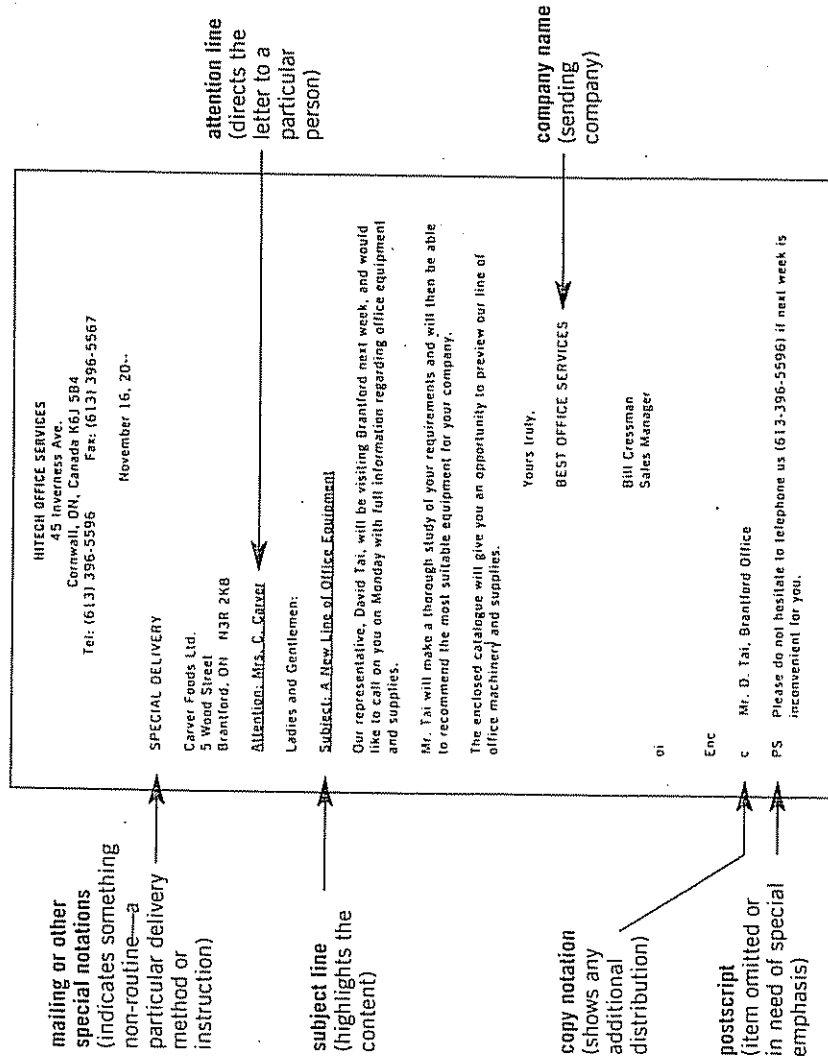 mailing or other
special notations
(indicates something
non-routine—a
particular delivery
method or
instruction)
subject line
(highlights the
content)
copy notation
(shows any
additional
distribution)
postscript
(item omitted or
in need of special
emphasis)
HITECH OFFICE SERVICES
45 Inverness Ave.
Cornwall, ON, Canada K6J 5B4
Tel: (613) 396-5596 Fax: (613) 396-5567
November 16, 20--
SPECIAL DELIVERY
Carver Foods Ltd.
5 Wood Street
Brantford, ON N3R 2K8
Attention: Mrs. C. Carver
Ladies and Gentlemen:
Subject: A New Line of Office Equipment
Our representative, David Tai, will be visiting Brantford next week, and would
like to call on you on Monday with full information regarding office equipment
and supplies.
Mr. Tai will make a thorough study of your requirements and will then be able
to recommend the most suitable equipment for your company.
The enclosed catalogue will give you an opportunity to preview our line of
office machinery and supplies.
Yours truly,
BEST OFFICE SERVICES
Bill Cressman
Sales Manager
oi
Enc
c Mr. D. Tai, Brantford Office
PS Please do not hesitate to telephone us (613-396-5596) if next week is
inconvenient for you.
attention line
(directs the
letter to a
particular
person)
company name
(sending
company)